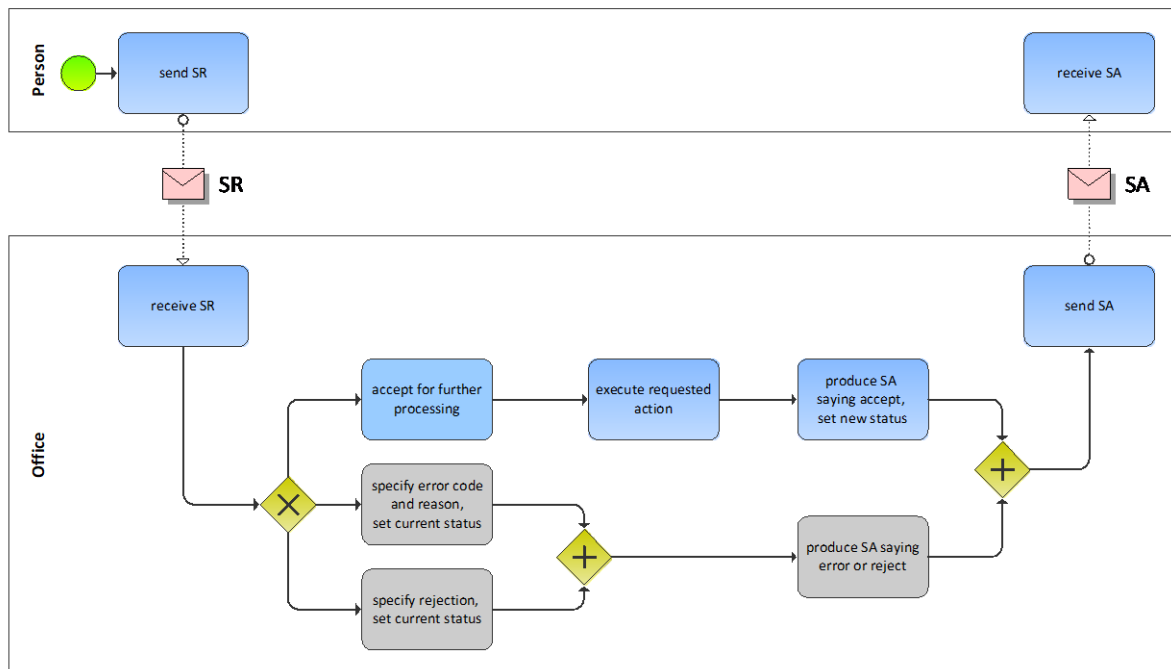 Person
send SR
receive SA
SR
SA
Office
receive SR
send SA
accept for further
processing
execute requested
action
produce SA
saying accept,
set new status
specify error code
and reason,
set current status
produce SA saying
error or reject
specify rejection,
set current status